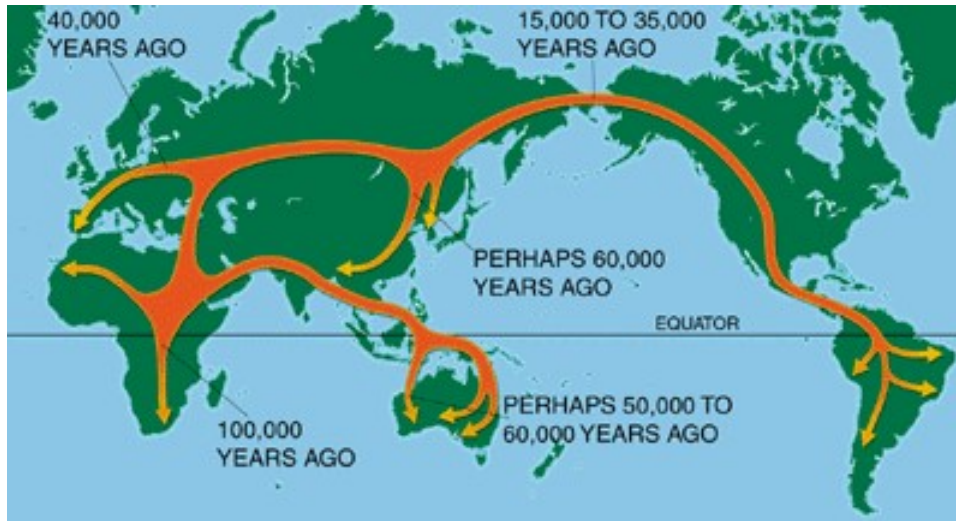 40,000
YEARS AGO
15,000 TO 35,000
YEARS AGO
PERHAPS 60,000
YEARS AGO
EQUATOR
PERHAPS 50,000 TO
60,000 YEARS AGO
100,000
YEARS AGO